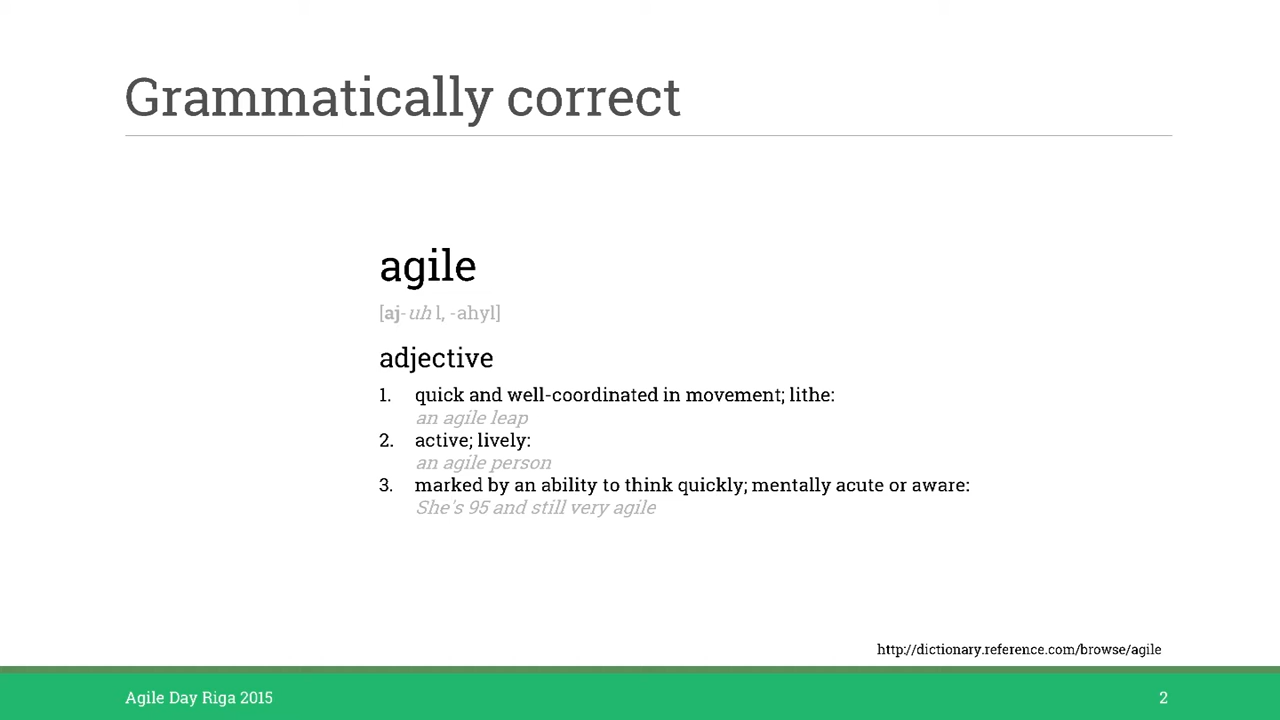 Grammatically correct
agile
[aj-uh l, -ahyl]
adjective
1. quick and well-coordinated in movement; lithe:
an agile leap
2. active; lively:
an agile person
3. marked by an ability to think quickly; mentally acute or aware:
She's 95 and still very agile
http://dictionary.reference.com/browse/agile
Agile Day Riga 2015
2